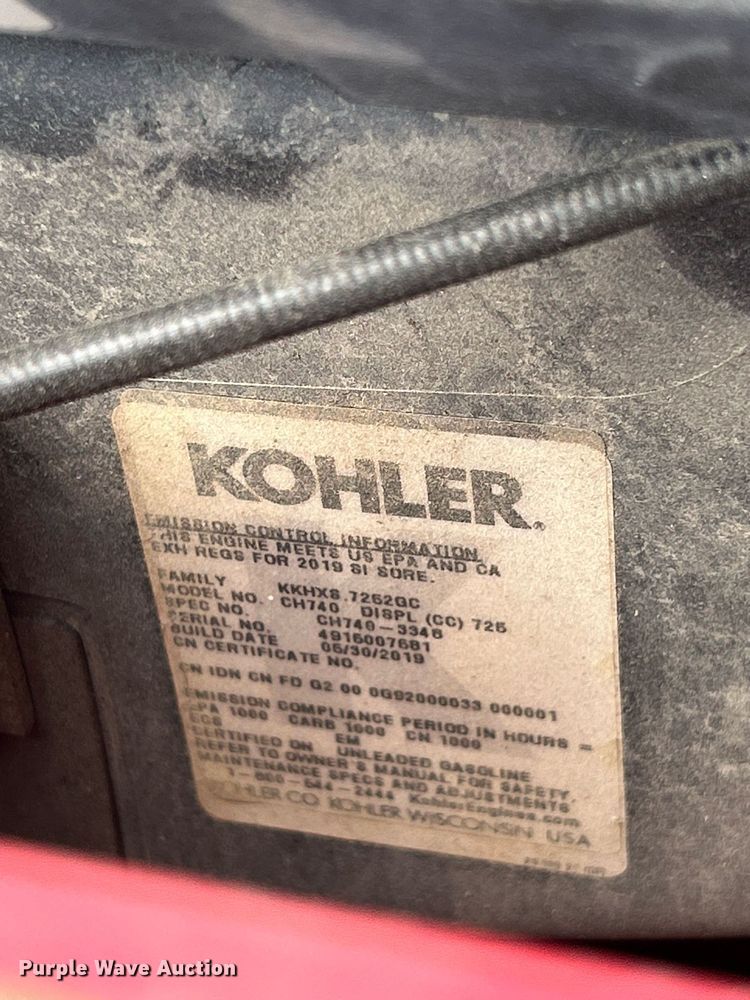 KOHLER.
EMISSION CONTROL INFORMATION
THIS ENGINE MEETS US EPA AND CA
EXH REGS FOR 2019 SI SORE.
FAMILY KKHXS.7252GC
MODEL NO. CH740 DISPL (CC) 725
SPEC NO. CH740-3346
SERIAL NO. 4915007681
BUILD DATE 05/30/2019
CN CERTIFICATE NO.
CN IDN CN FD G2 00 0G92000033 000001
EMISSION COMPLIANCE PERIOD IN HOURS =
EPA 1000 CARB 1000 CN 1000
ECS EM
CERTIFIED ON UNLEADED GASOLINE
REFER TO OWNER'S MANUAL FOR SAFETY,
MAINTENANCE SPECS AND ADJUSTMENTS
1-800-544-2444 KohlerEngines.com
KOHLER CO. KOHLER WISCONSIN USA
Purple Wave Auction